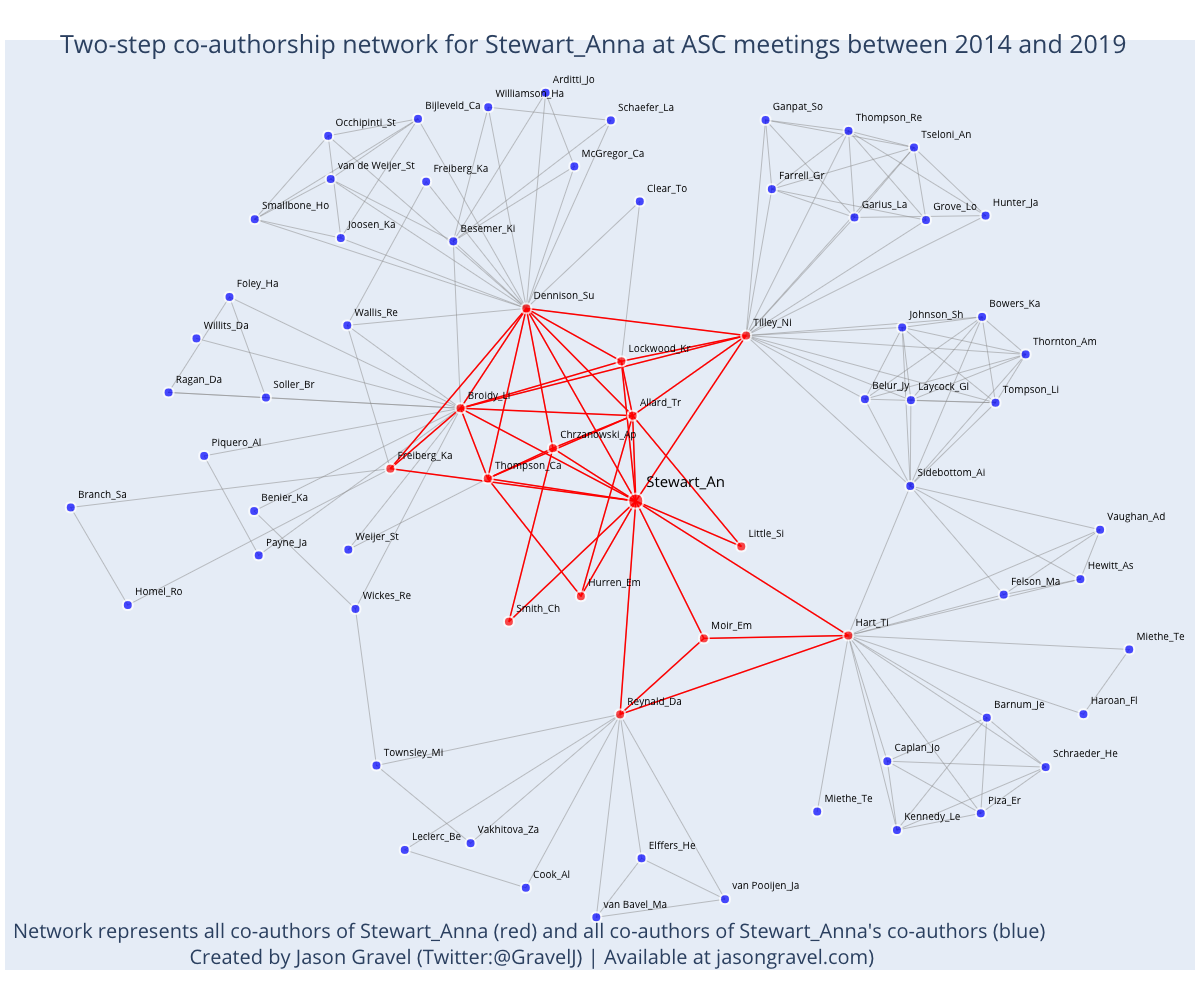 Two-step co-authorship network for Stewart_Anna at ASC meetings between 2014 and 2019
Arditti_Jo
Williamson_Ha
Bijleveld_Ca
Schaefer_La
Ganpat_So
Thompson_Re
Occhipinti_St
Tseloni_An
McGregor_Ca
van de Weijer_St
Freiberg_Ka
Farrell_Gr
Clear_To
Smallbone_Ho
Garius_La
Grove_Lo
Hunter_Ja
Joosen_Ka
Besemer_Ki
Foley_Ha
Dennison_Su
Bowers_Ka
Wallis_Re
Johnson_Sh
Willits_Da
Tilley_Ni
Thornton_Am
Lockwood_Kr
Ragan_Da
Soller_Br
Belur_Jy
Laycock_Gl
Tompson_Li
Broidy_Li
Allard_Tr
Chrzanowski_Ap
Piquero_Al
Freiberg_Ka
Thompson_Ca
Sidebottom_Ai
Stewart_An
Branch_Sa
Benier_Ka
Vaughan_Ad
Little_Si
Weijer_St
Payne_Ja
Hewitt_As
Hurren_Em
Felson_Ma
Homel_Ro
Wickes_Re
Smith_Ch
Moir_Em
Hart_Ti
Miethe_Te
Reynald_Da
Barnum_Je
Haroan_Fl
Townsley_Mi
Caplan_Jo
Schraeder_He
Miethe_Te
Piza_Er
Kennedy_Le
Leclerc_Be
Vakhitova_Za
Elffers_He
Cook_Al
van Pooijen_Ja
van Bavel_Ma
Network represents all co-authors of Stewart_Anna (red) and all co-authors of Stewart_Anna's co-authors (blue)
Created by Jason Gravel (Twitter:@GravelJ) | Available at jasongravel.com)